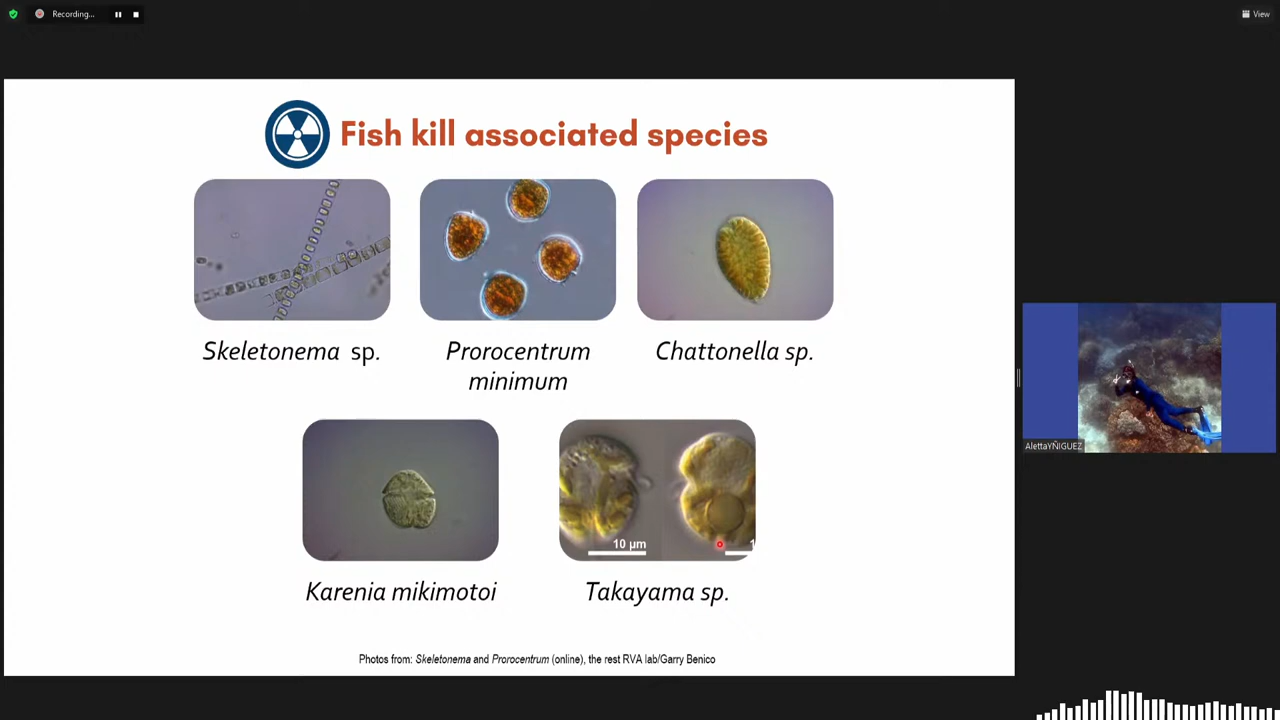 Recording...
View
Fish kill associated species
Skeletonema sp.
Prorocentrum
minimum
Chattonella sp.
10 µm
1
Karenia mikimotoi
Takayama sp.
Photos from: Skeletonema and Prorocentrum (online), the rest RVA lab/Garry Benico
AlettaYÑIGUEZ